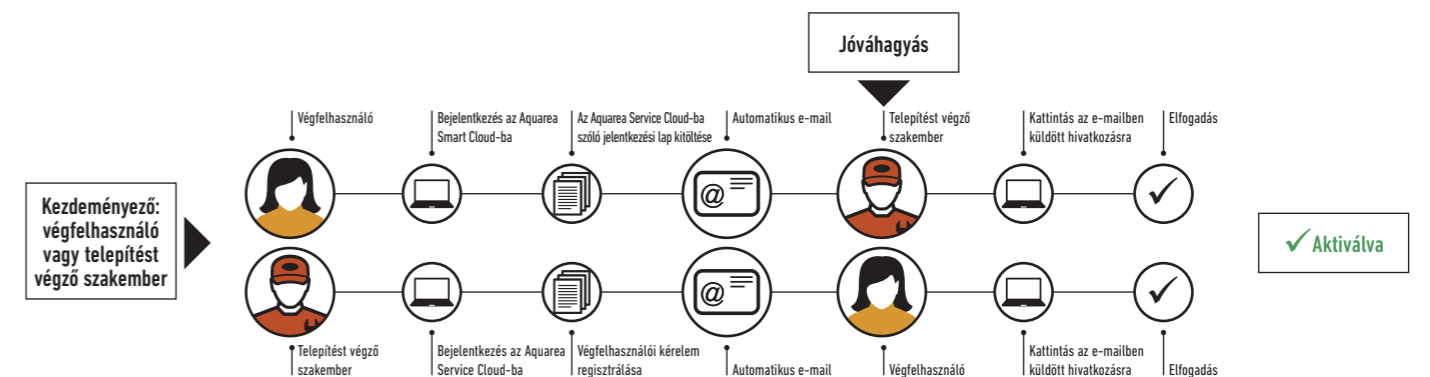 Jóváhagyás
Végfelhasználó
Bejelentkezés az Aquarea
Smart Cloud-ba
Az Aquarea Service Cloud-ba
szóló jelentkezési lap kitöltése
Automatikus e-mail
Telepítést végző
szakember
Kattintás az e-mailben
küldött hivatkozásra
Elfogadás
@
@
Kezdeményező:
végfelhasználó
vagy telepítést
végző szakember
Aktiválva
Telepítést végző
szakember
Bejelentkezés az Aquarea
Service Cloud-ba
Végfelhasználói kérelem
regisztrálása
Automatikus e-mail
Végfelhasználó
Kattintás az e-mailben
küldött hivatkozásra
Elfogadás